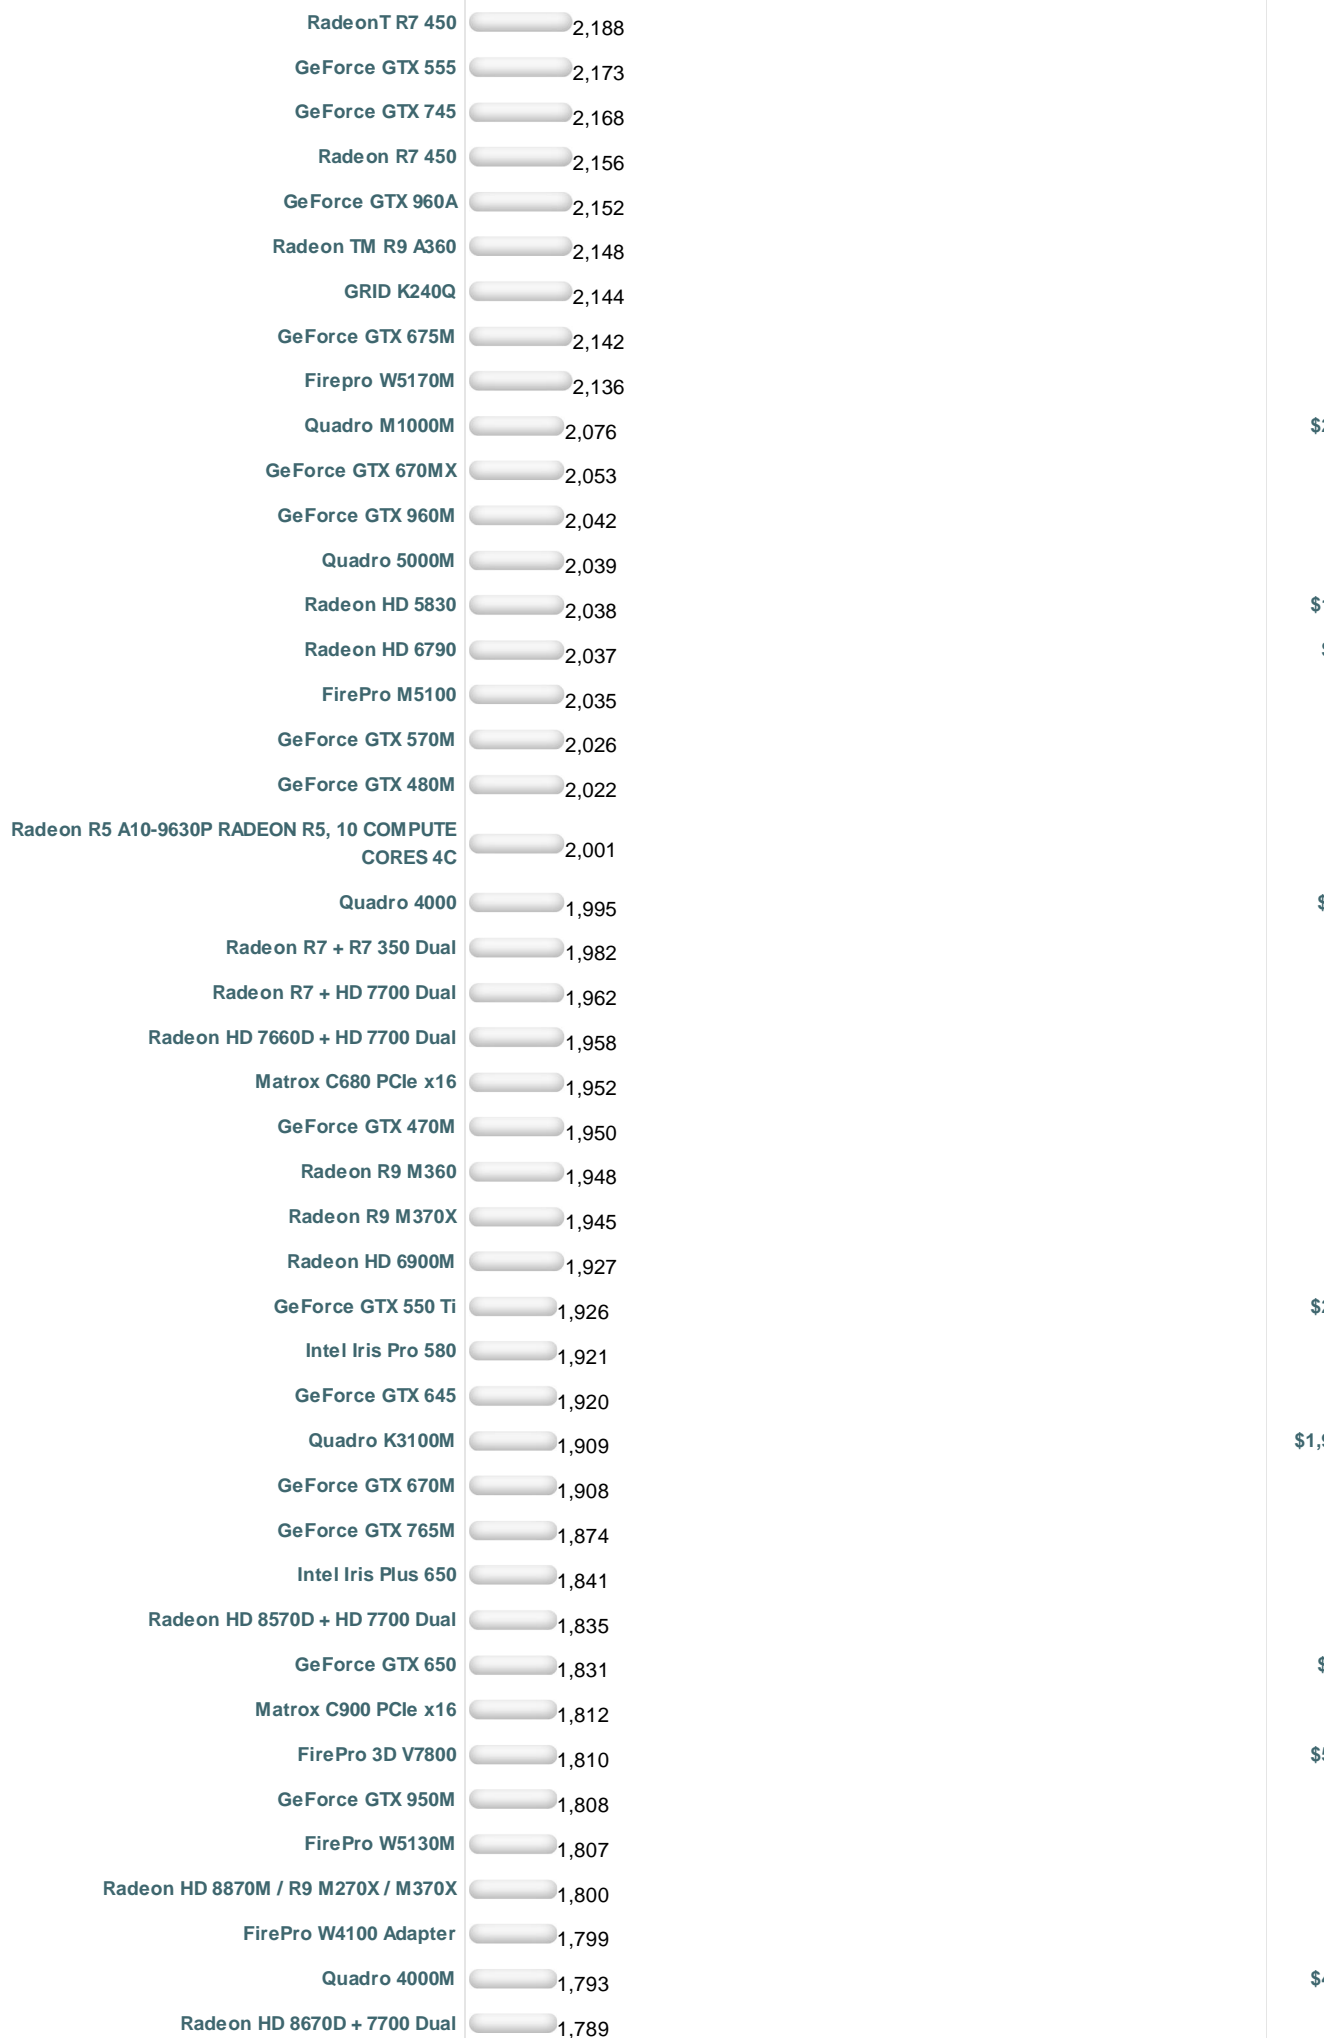 RadeonT R7 450 2,188
GeForce GTX 555 2,173
GeForce GTX 745 2,168
Radeon R7 450 2,156
GeForce GTX 960A 2,152
Radeon TM R9 A360 2,148
GRID K240Q 2,144
GeForce GTX 675M 2,142
Firepro W5170M 2,136
Quadro M1000M 2,076
GeForce GTX 670MX 2,053
GeForce GTX 960M 2,042
Quadro 5000M 2,039
Radeon HD 5830 2,038
Radeon HD 6790 2,037
FirePro M5100 2,035
GeForce GTX 570M 2,026
GeForce GTX 480M 2,022
Radeon R5 A10-9630P RADEON R5, 10 COMPUTE
CORES 4C 2,001
Quadro 4000 1,995
Radeon R7 + R7 350 Dual 1,982
Radeon R7 + HD 7700 Dual 1,962
Radeon HD 7660D + HD 7700 Dual 1,958
Matrox C680 PCIe x16 1,952
GeForce GTX 470M 1,950
Radeon R9 M360 1,948
Radeon R9 M370X 1,945
Radeon HD 6900M 1,927
GeForce GTX 550 Ti 1,926
Intel Iris Pro 580 1,921
GeForce GTX 645 1,920
Quadro K3100M 1,909
GeForce GTX 670M 1,908
GeForce GTX 765M 1,874
Intel Iris Plus 650 1,841
Radeon HD 8570D + HD 7700 Dual 1,835
GeForce GTX 650 1,831
Matrox C900 PCIe x16 1,812
FirePro 3D V7800 1,810
GeForce GTX 950M 1,808
FirePro W5130M 1,807
Radeon HD 8870M / R9 M270X / M370X 1,800
FirePro W4100 Adapter 1,799
Quadro 4000M 1,793
Radeon HD 8670D + 7700 Dual 1,789